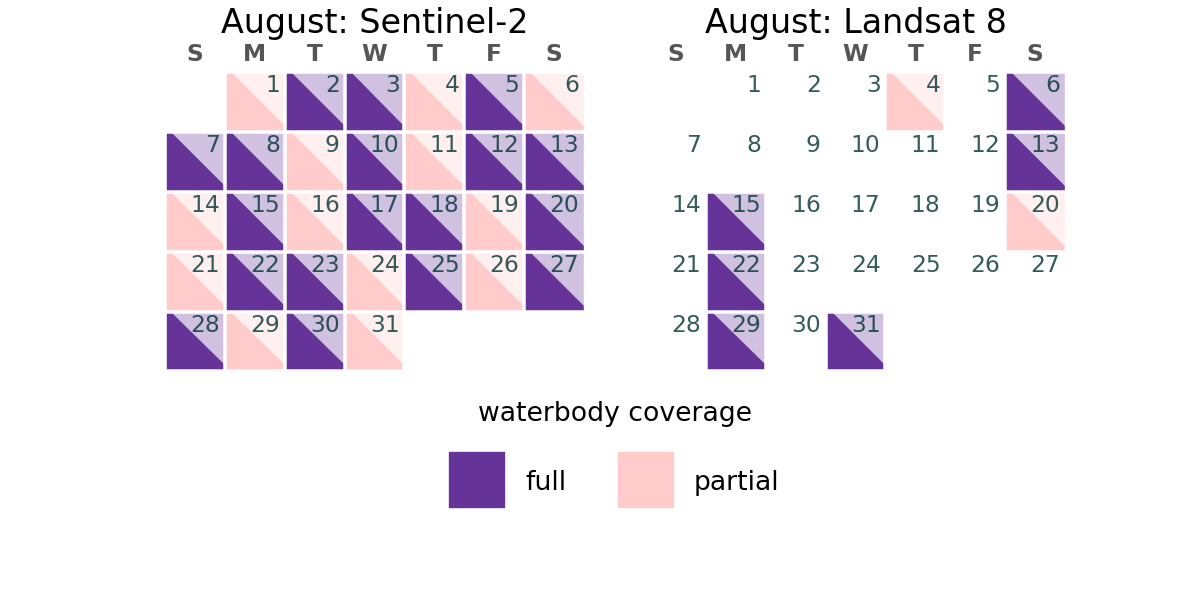 August: Sentinel-2
S M T W T F S
1 2 3 4 5 6
7 8 9 10 11 12 13
14 15 16 17 18 19 20
21 22 23 24 25 26 27
28 29 30 31
August: Landsat 8
S M T W T F S
1 2 3 4 5 6
7 8 9 10 11 12 13
14 15 16 17 18 19 20
21 22 23 24 25 26 27
28 29 30 31
waterbody coverage
full partial